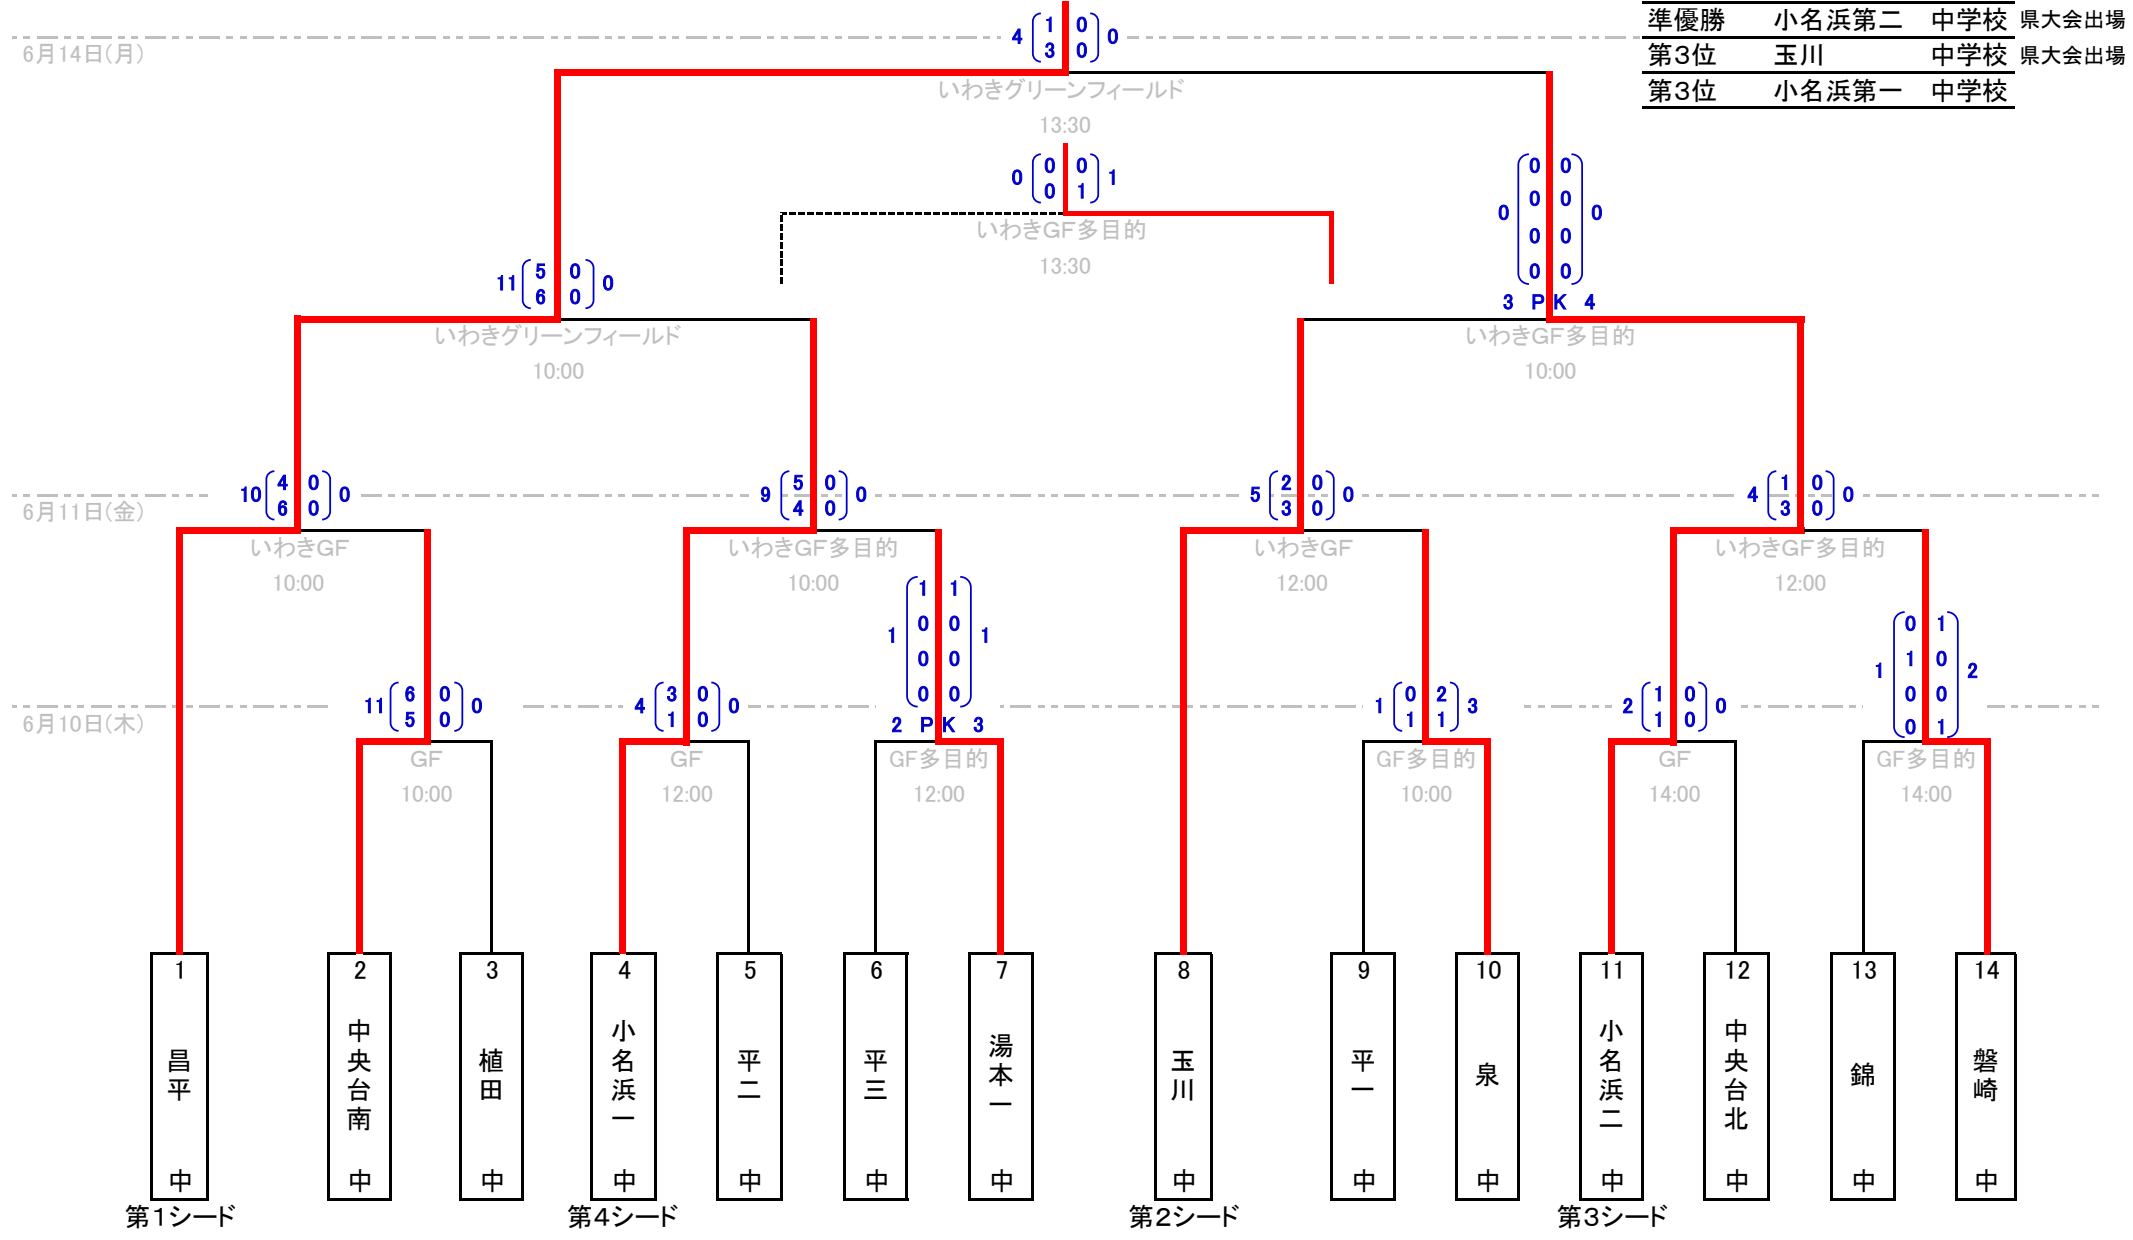 準優勝 小名浜第二 中学校 県大会出場
第3位 玉川 中学校 県大会出場
第3位 小名浜第一 中学校
6月14日(月)
4 1 0 0
3 0
いわきグリーンフィールド
13:30
0 0 0 1
0 1
いわきGF多目的
13:30
0 0
0 0
0 0
0 0
0 0
3 PK 4
いわきGF多目的
10:00
11 5 0 0
6 0
いわきグリーンフィールド
10:00
6月11日(金)
10 4 0 0
6 0
いわきGF
10:00
9 5 0 0
4 0
いわきGF多目的
10:00
5 2 0 0
3 0
いわきGF
12:00
4 1 0 0
3 0
いわきGF多目的
12:00
6月10日(木)
11 6 0 0
5 0
GF
10:00
4 3 0 0
1 0
GF
12:00
1 1
0 0
1 1
0 0
0 0
2 PK 3
GF多目的
12:00
1 0 2 3
1 1
GF多目的
10:00
2 1 0 0
1 0
GF
14:00
0 1
1 0
1 2
0 0
0 1
GF多目的
14:00
1 昌平 中
2 中央台南 中
3 植田 中
4 小名浜一 中
5 平二 中
6 平三 中
7 湯本一 中
8 玉川 中
9 平一 中
10 泉 中
11 小名浜二 中
12 中央台北 中
13 錦 中
14 磐崎 中
第1シード
第4シード
第2シード
第3シード